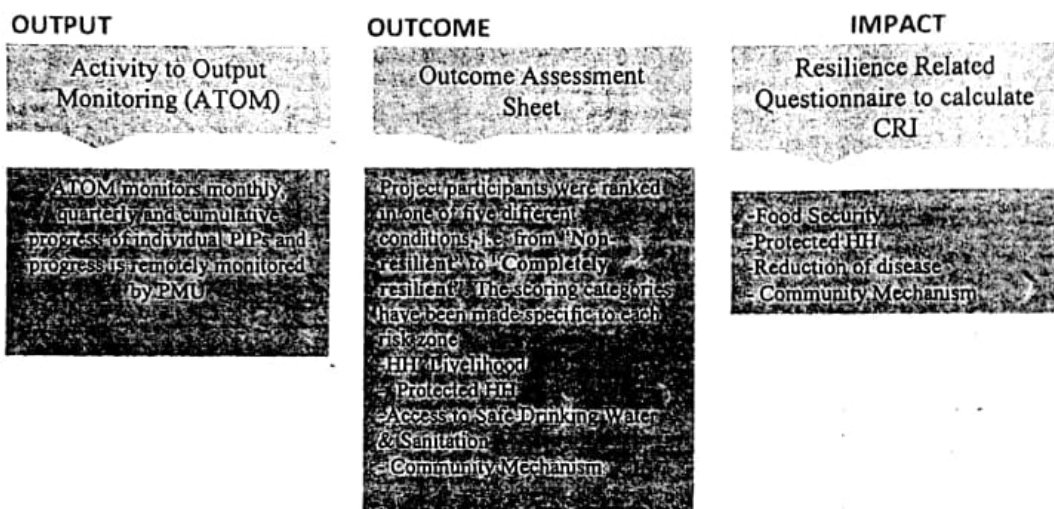 OUTPUT
Activity to Output
Monitoring (ATOM)
ATOM monitors monthly,
quarterly and cumulative
progress of individual PIPs and
progress is remotely monitored
by PMU
OUTCOME
Outcome Assessment
Sheet
Project participants were ranked
in one of five different
conditions, i.e. from 'Non-
resilient' to 'Completely
resilient'. The scoring categories
have been made specific to each
risk zone
-HH Livelihood
- Protected HH
-Access to Safe Drinking Water
& Sanitation
- Community Mechanism
IMPACT
Resilience Related
Questionnaire to calculate
CRI
-Food Security
-Protected HH
-Reduction of disease
- Community Mechanism